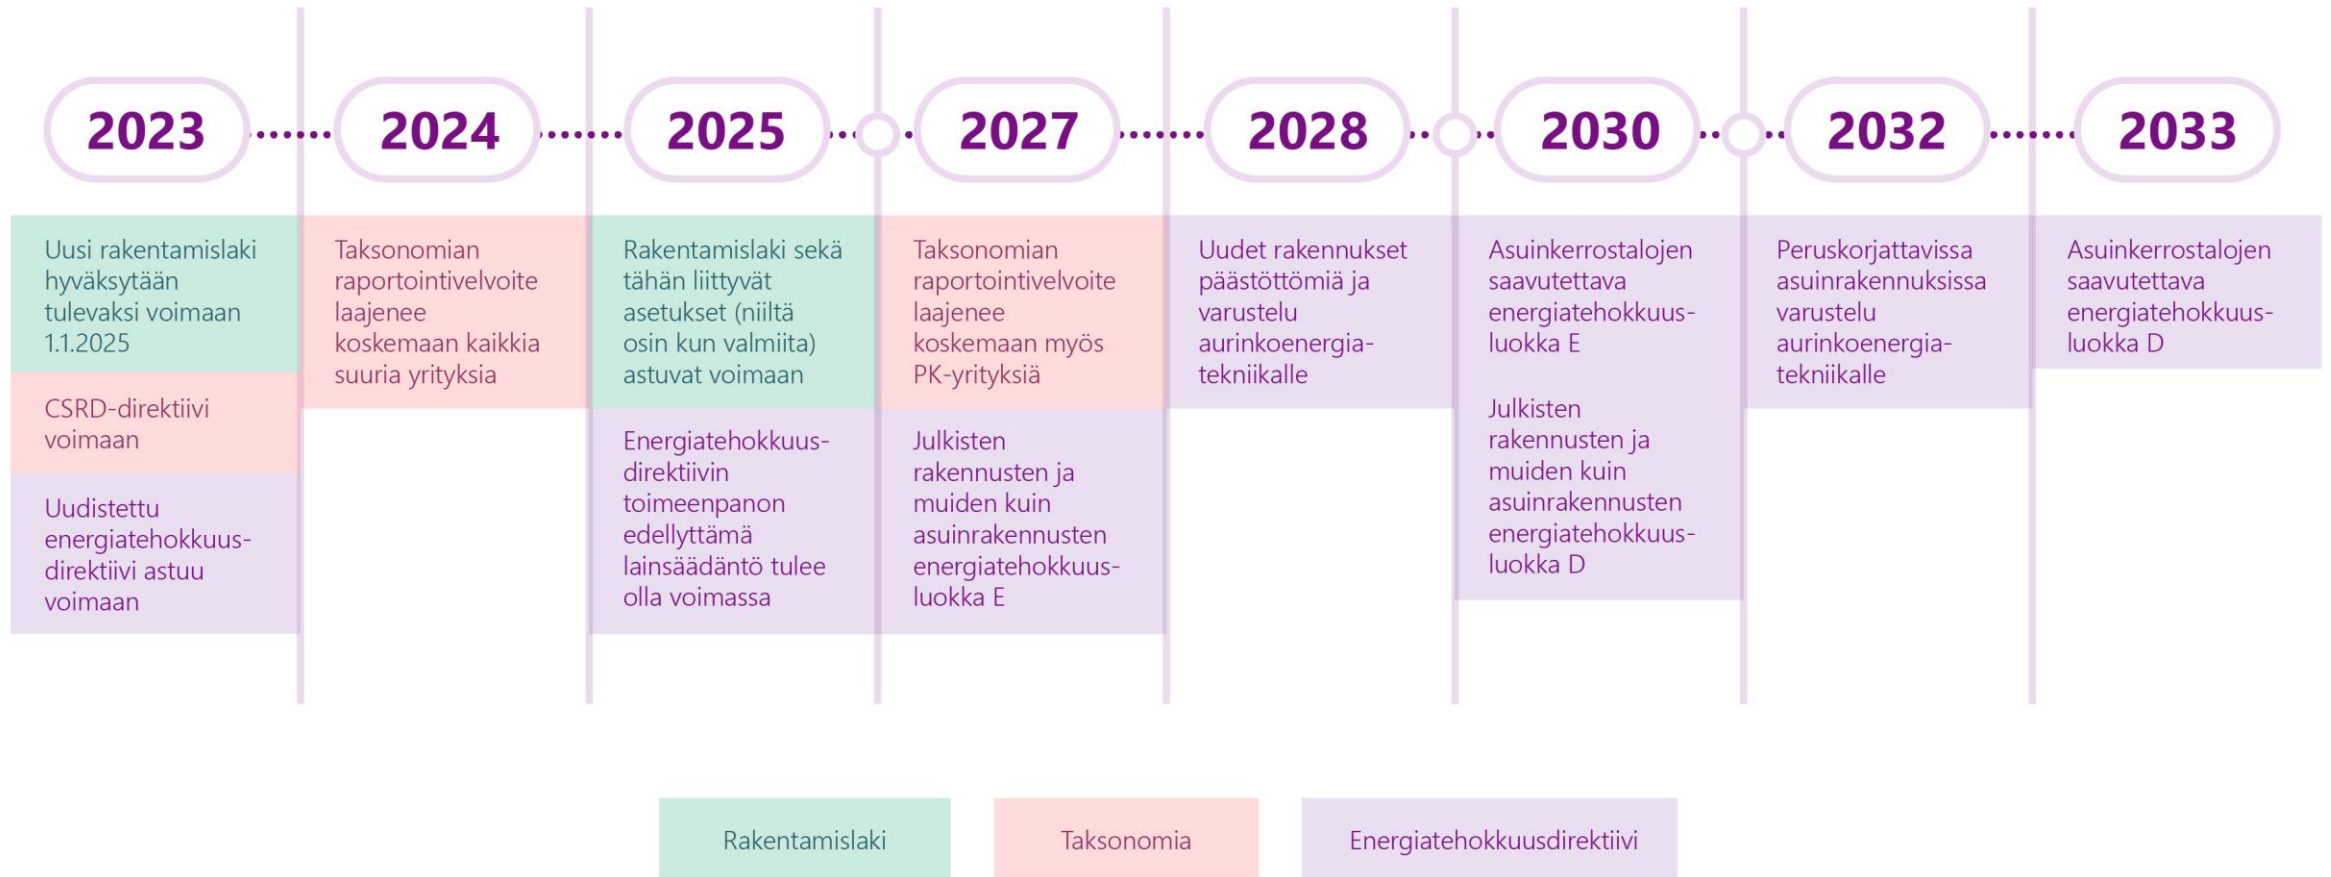 2023
2024
2025
2027
2028
2030
2032
2033
Uusi rakentamislaki
hyväksytään
tulevaksi voimaan
1.1.2025
CSRD-direktiivi
voimaan
Uudistettu
energiatehokkuus-
direktiivi astuu
voimaan
Taksonomian
raportointivelvoite
laajenee
koskemaan kaikkia
suuria yrityksiä
Rakentamislaki sekä
tähän liittyvät
asetukset (niiltä
osin kun valmiita)
astuvat voimaan
Energiatehokkuus-
direktiivin
toimeenpanon
edellyttämä
lainsäädäntö tulee
olla voimassa
Taksonomian
raportointivelvoite
laajenee
koskemaan myös
PK-yrityksiä
Julkisten
rakennusten ja
muiden kuin
asuinrakennusten
energiatehokkuus-
luokka E
Uudet rakennukset
päästöttömiä ja
varustelu
aurinkoenergia-
tekniikalle
Asuinkerrostalojen
saavutettava
energiatehokkuus-
luokka E
Julkisten
rakennusten ja
muiden kuin
asuinrakennusten
energiatehokkuus-
luokka D
Peruskorjattavissa
asuinrakennuksissa
varustelu
aurinkoenergia-
tekniikalle
Asuinkerrostalojen
saavutettava
energiatehokkuus-
luokka D
Rakentamislaki
Taksonomia
Energiatehokkuusdirektiivi